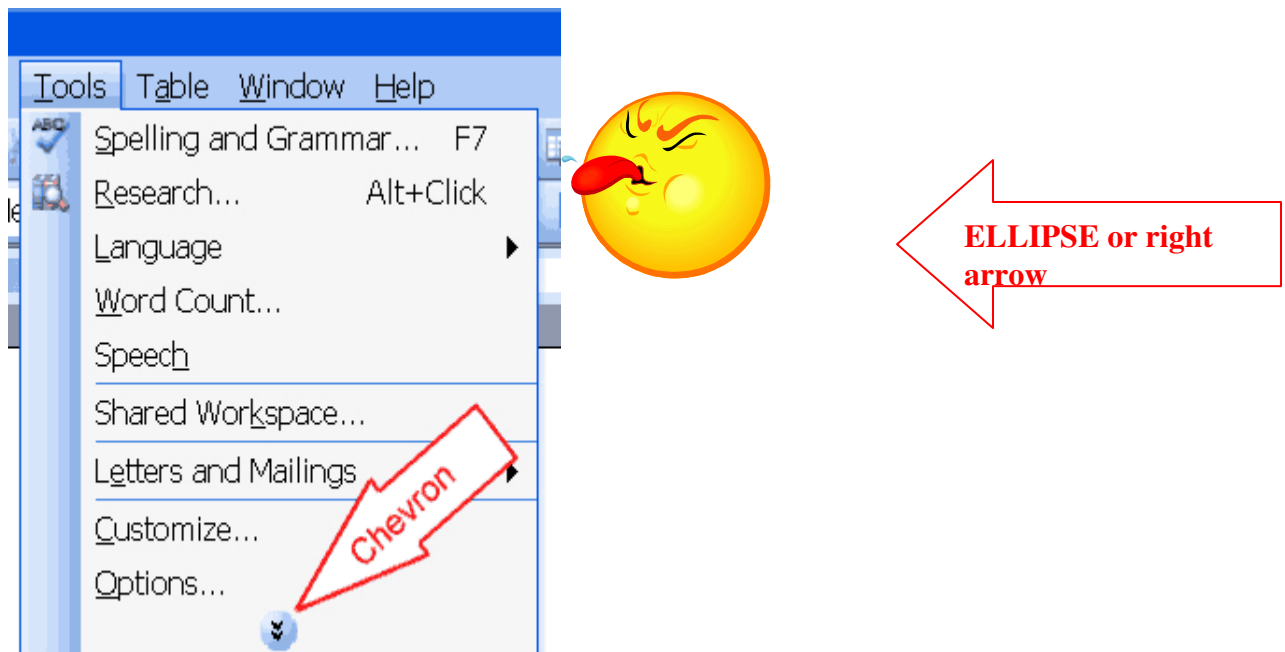 Tools Table Window Help
ABC
Spelling and Grammar... F7
Research... Alt+Click
Language
Word Count...
Speech
Shared Workspace...
Letters and Mailings
Customize...
Options...
Chevron
ELLIPSE or right
arrow